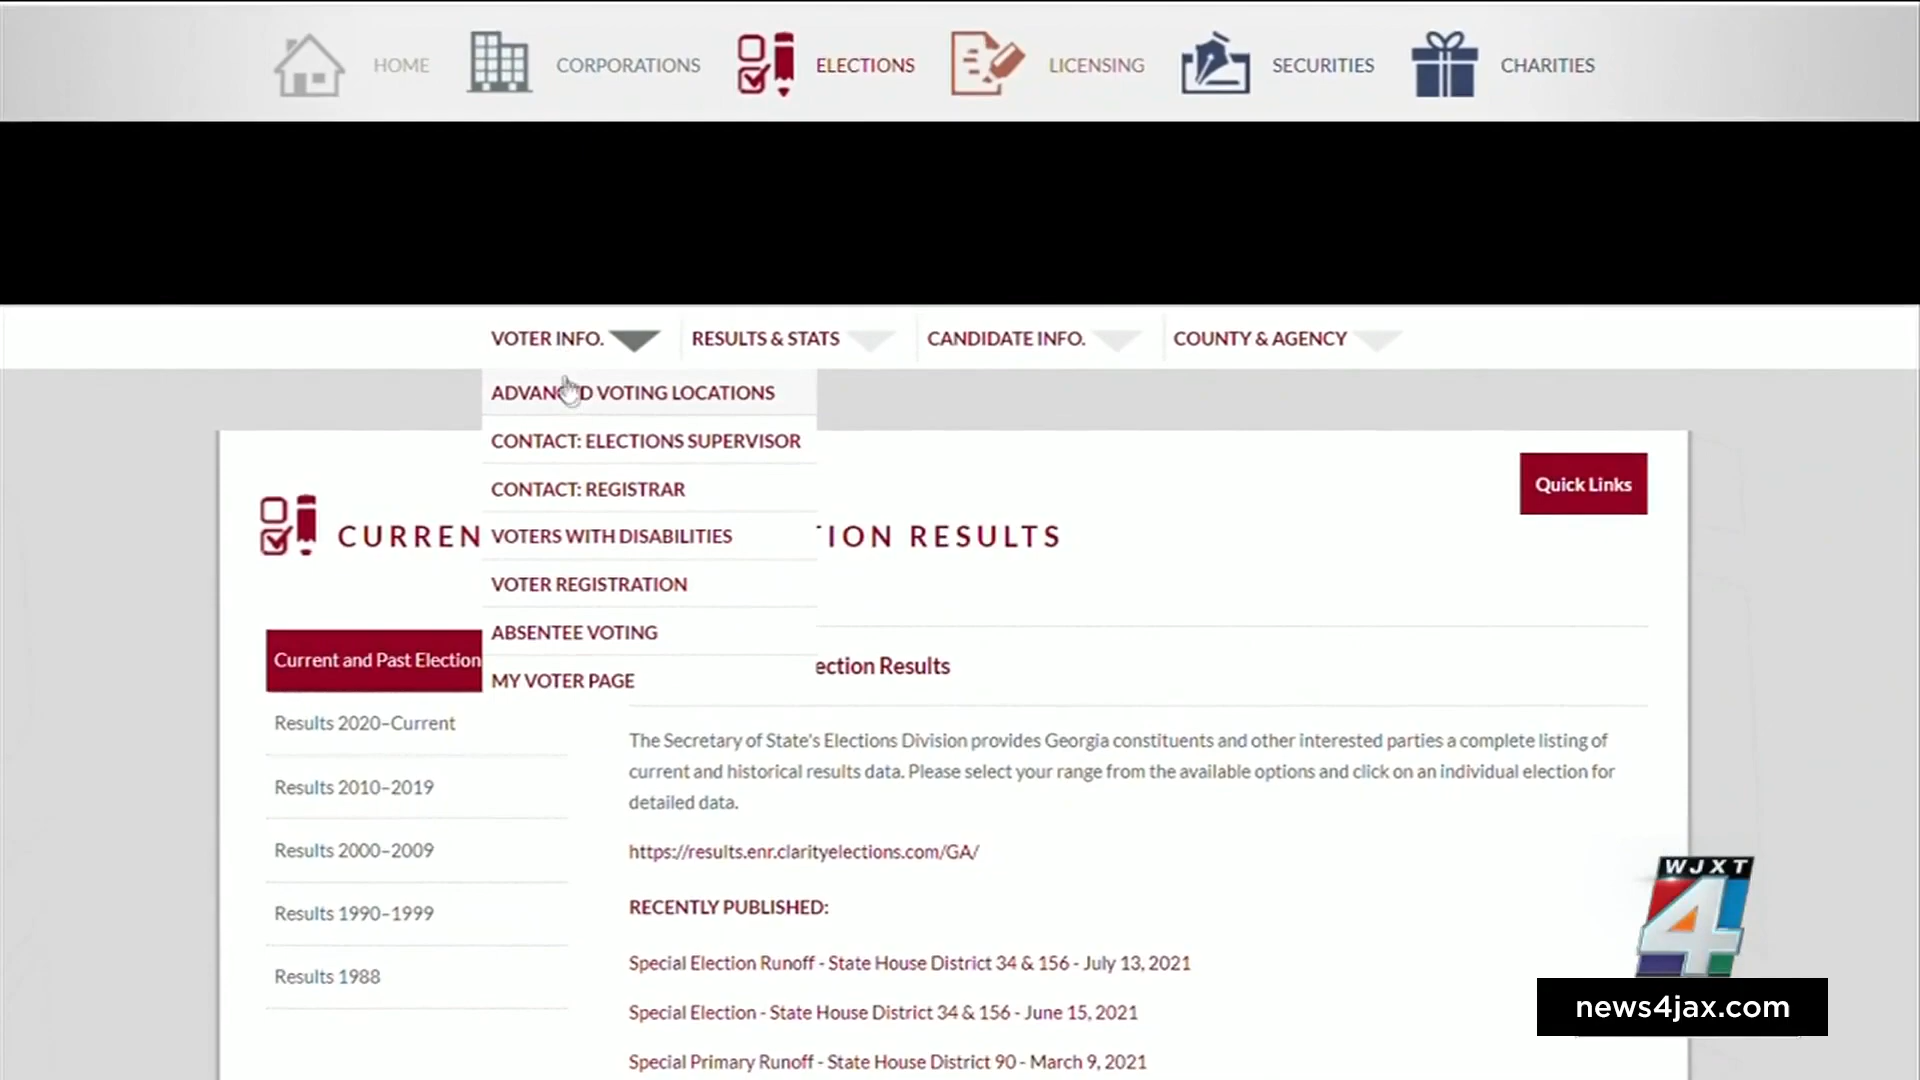 HOME
CORPORATIONS
ELECTIONS
LICENSING
SECURITIES
CHARITIES
VOTER INFO.
RESULTS & STATS
CANDIDATE INFO.
COUNTY & AGENCY
ADVANCED VOTING LOCATIONS
CONTACT: ELECTIONS SUPERVISOR
CONTACT: REGISTRAR
VOTERS WITH DISABILITIES
VOTER REGISTRATION
ABSENTEE VOTING
MY VOTER PAGE
Quick Links
CURREN TION RESULTS
Current and Past Election
Results 2020–Current
Results 2010–2019
Results 2000–2009
Results 1990–1999
Results 1988
ection Results
The Secretary of State's Elections Division provides Georgia constituents and other interested parties a complete listing of
current and historical results data. Please select your range from the available options and click on an individual election for
detailed data.
https://results.enr.clarityelections.com/GA/
RECENTLY PUBLISHED:
Special Election Runoff - State House District 34 & 156 - July 13, 2021
Special Election - State House District 34 & 156 - June 15, 2021
Special Primary Runoff - State House District 90 - March 9, 2021
WJXT
4
news4jax.com